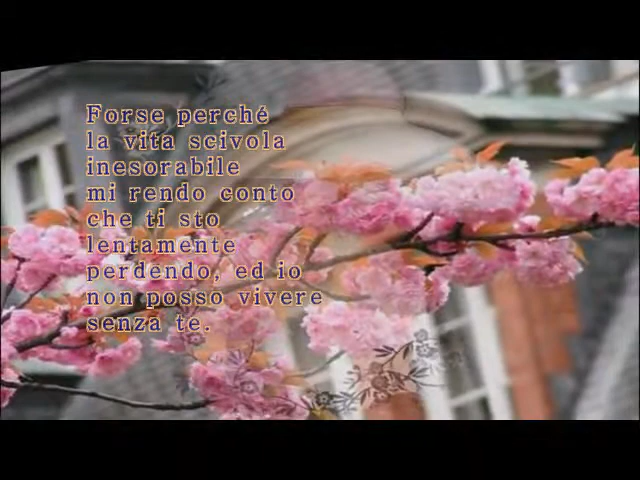 Forse perché
la vita scivola
inesorabile
mi rendo conto
che ti sto
lentamente
perdendo, ed io
non posso vivere
senza te.